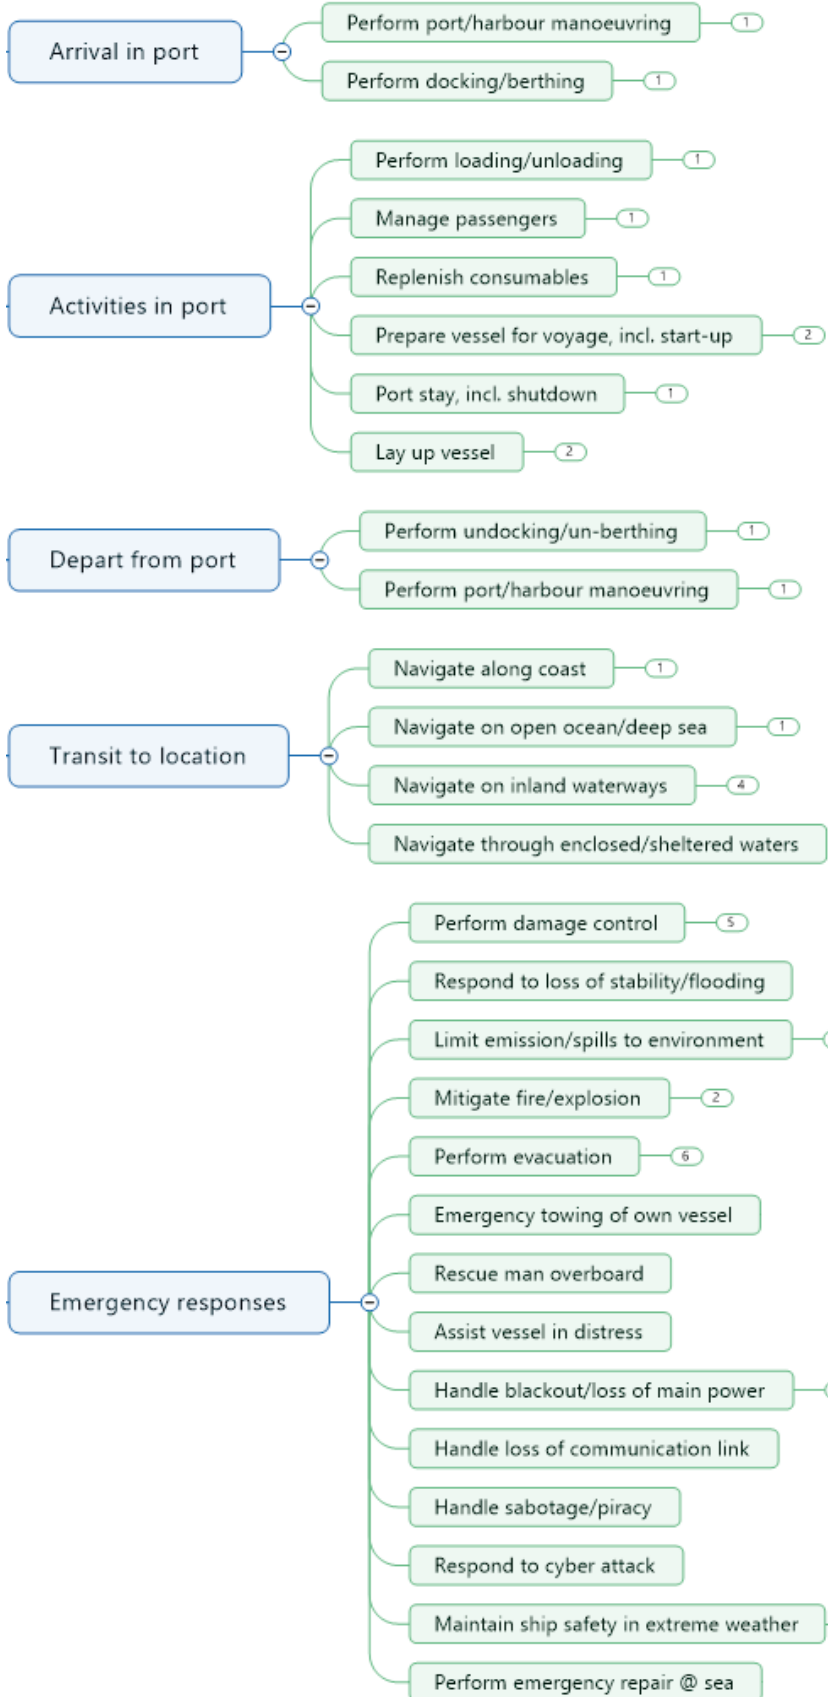 Arrival in port
Perform port/harbour manoeuvring 1
Perform docking/berthing 1
Activities in port
Perform loading/unloading 1
Manage passengers 1
Replenish consumables 1
Prepare vessel for voyage, incl. start-up 2
Port stay, incl. shutdown 1
Lay up vessel 2
Depart from port
Perform undocking/un-berthing 1
Perform port/harbour manoeuvring 1
Transit to location
Navigate along coast 1
Navigate on open ocean/deep sea 1
Navigate on inland waterways 4
Navigate through enclosed/sheltered waters
Emergency responses
Perform damage control 5
Respond to loss of stability/flooding
Limit emission/spills to environment
Mitigate fire/explosion 2
Perform evacuation 6
Emergency towing of own vessel
Rescue man overboard
Assist vessel in distress
Handle blackout/loss of main power
Handle loss of communication link
Handle sabotage/piracy
Respond to cyber attack
Maintain ship safety in extreme weather
Perform emergency repair @ sea